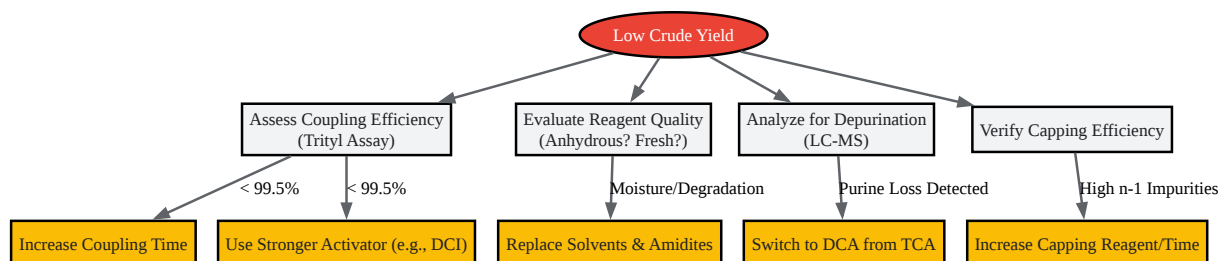 Low Crude Yield
Assess Coupling Efficiency
(Trityl Assay)
Evaluate Reagent Quality
(Anhydrous? Fresh?)
Analyze for Depurination
(LC-MS)
Verify Capping Efficiency
< 99.5%
< 99.5%
Moisture/Degradation
Purine Loss Detected
High n-1 Impurities
Increase Coupling Time
Use Stronger Activator (e.g., DCI)
Replace Solvents & Amidites
Switch to DCA from TCA
Increase Capping Reagent/Time